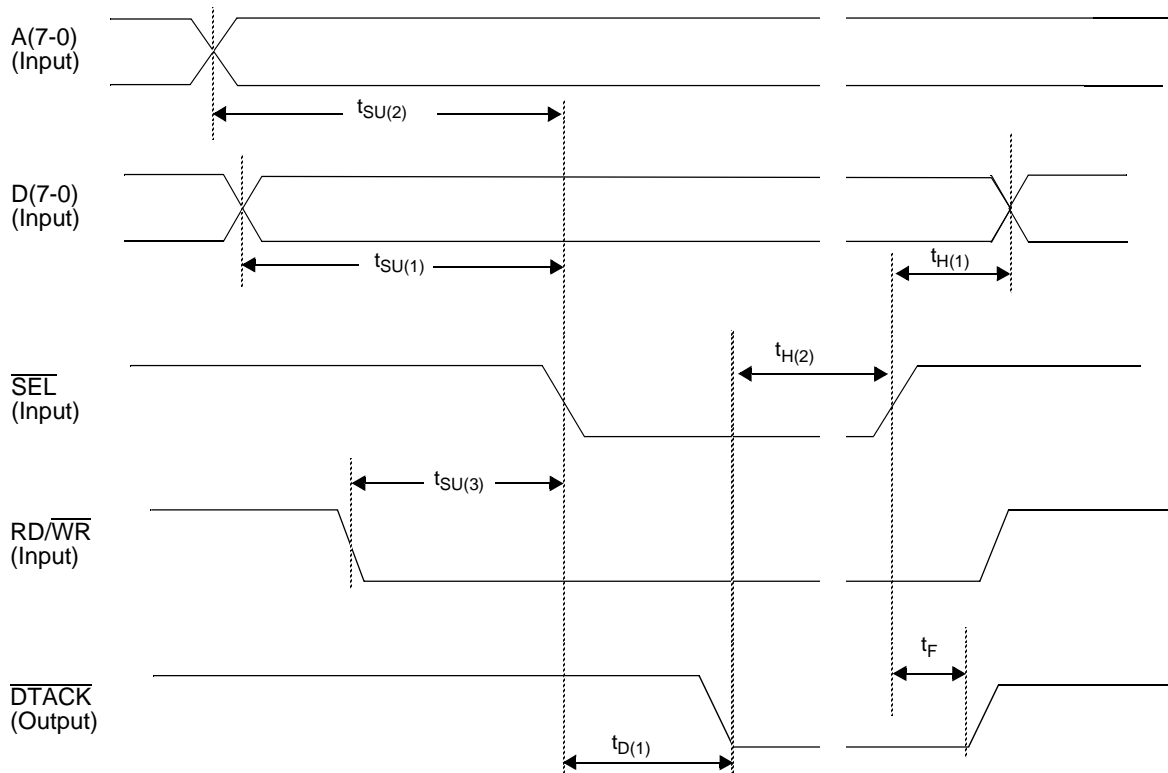 A(7-0)
(Input)
tSU(2)
D(7-0)
(Input)
tSU(1)
tH(1)
tH(2)
SEL
(Input)
tSU(3)
RD/WR
(Input)
tF
DTACK
(Output)
tD(1)